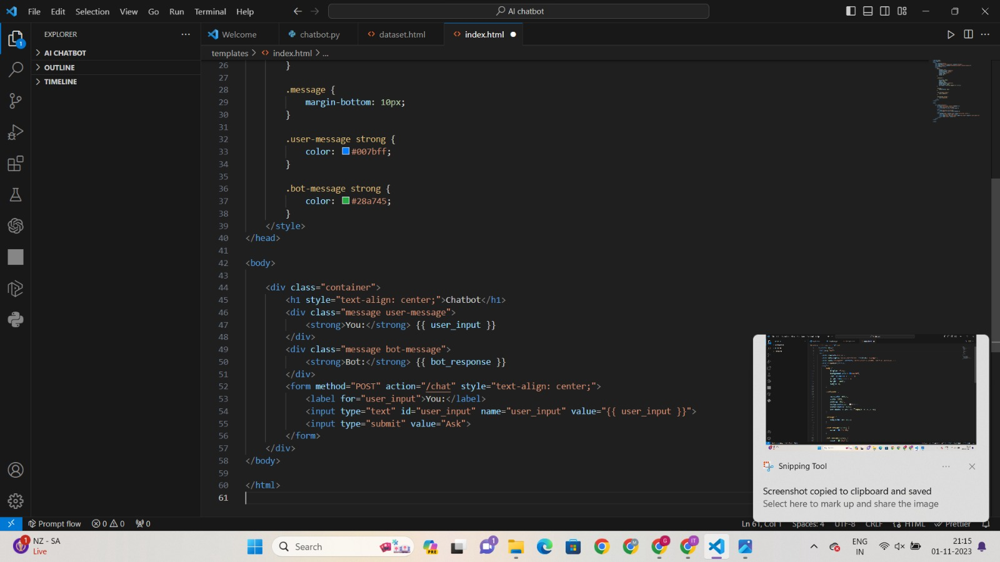 File Edit Selection View Go Run Terminal Help
AI chatbot
EXPLORER
AI CHATBOT
OUTLINE
TIMELINE
1
Welcome
chatbot.py
dataset.html
index.html
templates > index.html > ...
26 }
27
28 .message {
29 margin-bottom: 10px;
30 }
31
32 .user-message strong {
33 color: #007bff;
34 }
35
36 .bot-message strong {
37 color: #28a745;
38 }
39 </style>
40 </head>
41
42 <body>
43
44 <div class="container">
45 <h1 style="text-align: center;">Chatbot</h1>
46 <div class="message user-message">
47 <strong>You:</strong> {{ user_input }}
48 </div>
49 <div class="message bot-message">
50 <strong>Bot:</strong> {{ bot_response }}
51 </div>
52 <form method="POST" action="/chat" style="text-align: center;">
53 <label for="user_input">You:</label>
54 <input type="text" id="user_input" name="user_input" value="{{ user_input }}">
55 <input type="submit" value="Ask">
56 </form>
57 </div>
58 </body>
59
60 </html>
61
Snipping Tool
Screenshot copied to clipboard and saved
Select here to mark up and share the image
Prompt flow 0 0 0
Ln 61, Col 1 Spaces: 4 UTF-8 CRLF HTML Prettier
1
NZ - SA
Live
Search
PRE
1
M
G
IT
ENG
IN
21:15
01-11-2023